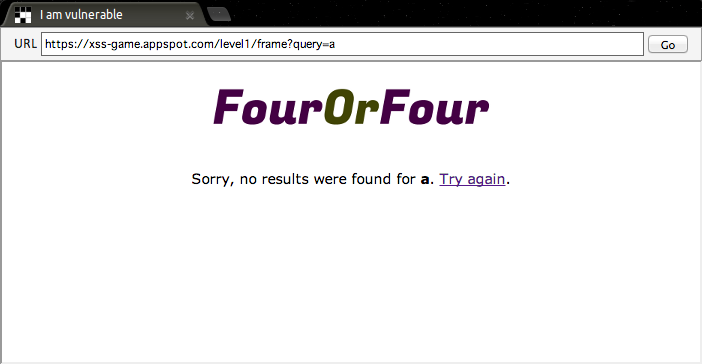 I am vulnerable
URL https://xss-game.appspot.com/level1/frame?query=a Go
FourOrFour
Sorry, no results were found for a. Try again.